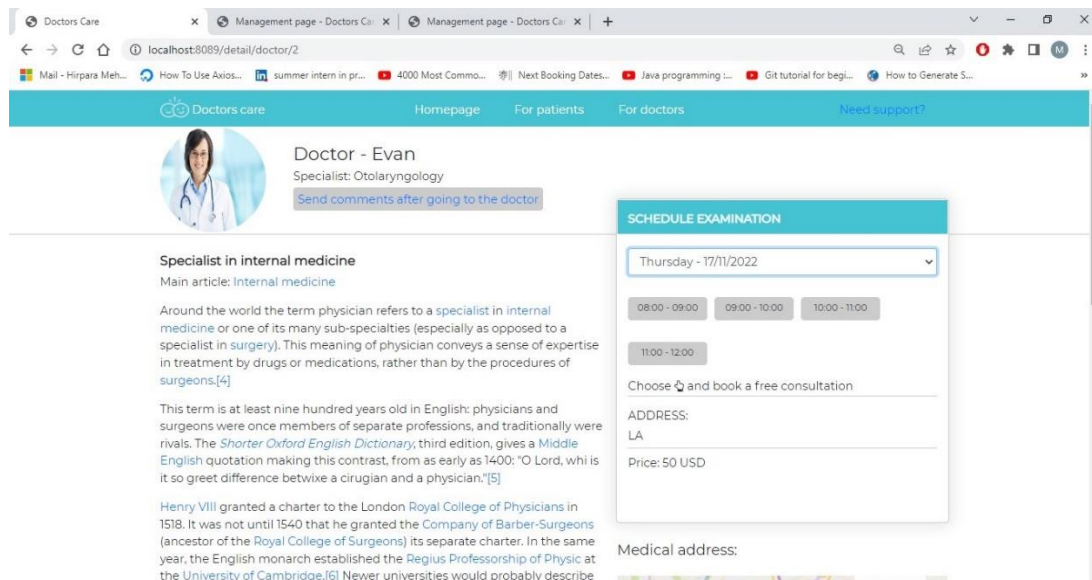 Doctors Care
Management page - Doctors Car
Management page - Doctors Car
localhost:8089/detail/doctor/2
Mail - Hirpara Meh...
How To Use Axios...
summer intern in pr...
4000 Most Commo...
Next Booking Dates...
Java programming :...
Git tutorial for begi...
How to Generate S...
Doctors care
Homepage
For patients
For doctors
Need support?
Doctor - Evan
Specialist: Otolaryngology
Send comments after going to the doctor
Specialist in internal medicine
Main article: Internal medicine
Around the world the term physician refers to a specialist in internal
medicine or one of its many sub-specialties (especially as opposed to a
specialist in surgery). This meaning of physician conveys a sense of expertise
in treatment by drugs or medications, rather than by the procedures of
surgeons.[4]
This term is at least nine hundred years old in English: physicians and
surgeons were once members of separate professions, and traditionally were
rivals. The Shorter Oxford English Dictionary, third edition, gives a Middle
English quotation making this contrast, from as early as 1400: "O Lord, whi is
it so greet difference betwixe a cirugian and a physician."[5]
Henry VIII granted a charter to the London Royal College of Physicians in
1518. It was not until 1540 that he granted the Company of Barber-Surgeons
(ancestor of the Royal College of Surgeons) its separate charter. In the same
year, the English monarch established the Regius Professorship of Physic at
the University of Cambridge.[6] Newer universities would probably describe
SCHEDULE EXAMINATION
Thursday - 17/11/2022
08:00 - 09:00
09:00 - 10:00
10:00 - 11:00
11:00 - 12:00
Choose and book a free consultation
ADDRESS:
LA
Price: 50 USD
Medical address: